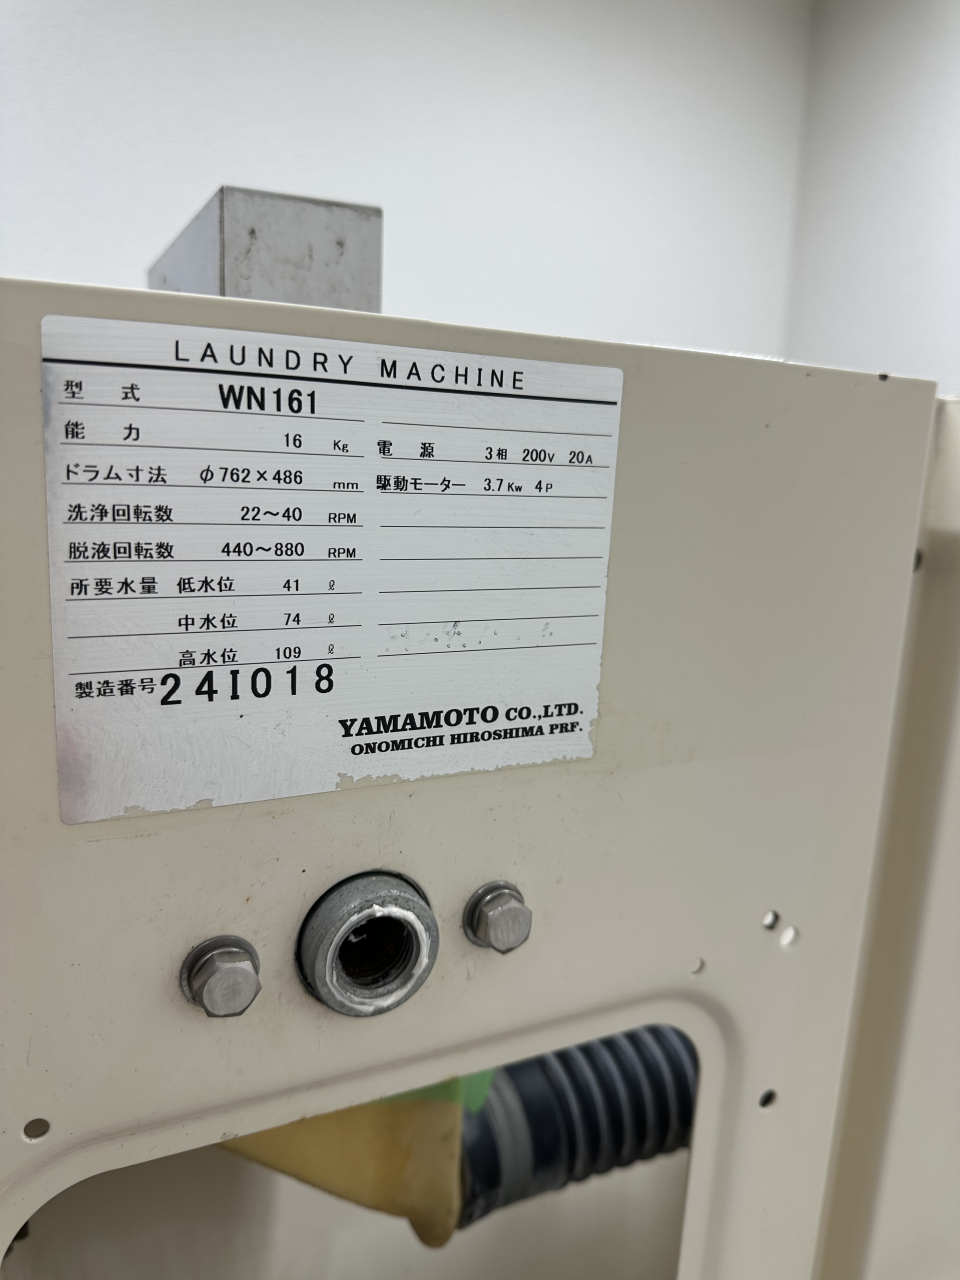 LAUNDRY MACHINE
型 式 WN161
能 力 16 Kg
ドラム寸法 φ762×486 mm
洗浄回転数 22～40 RPM
脱液回転数 440～880 RPM
所要水量 低水位 41 ℓ
中水位 74 ℓ
高水位 109 ℓ
製造番号 24I018
電 源 3相 200V 20A
駆動モーター 3.7Kw 4P
YAMAMOTO CO.,LTD.
ONOMICHI HIROSHIMA PRF.